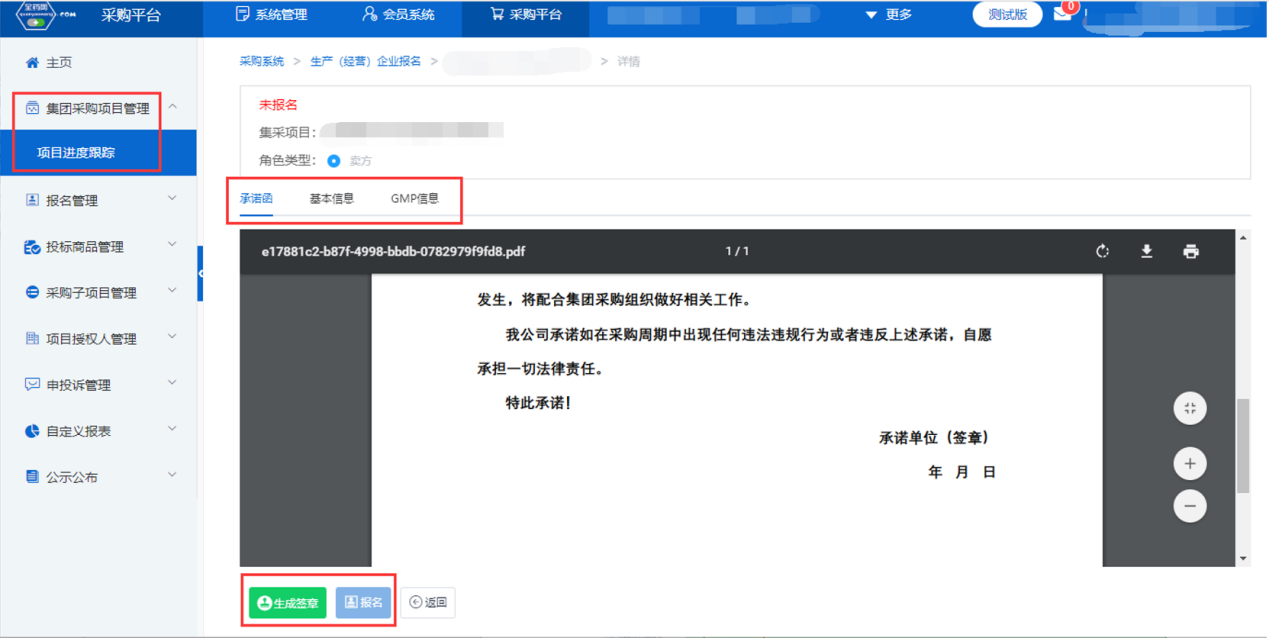 全药网
.COM
采购平台
系统管理
会员系统
采购平台
更多
测试版
0
主页
集团采购项目管理
项目进度跟踪
报名管理
投标商品管理
采购子项目管理
项目授权人管理
申投诉管理
自定义报表
公示公布
采购系统 > 生产（经营）企业报名 > > 详情
未报名
集采项目：
角色类型： 卖方
承诺函 基本信息 GMP信息
e17881c2-b87f-4998-bbdb-0782979f9fd8.pdf 1 / 1
发生，将配合集团采购组织做好相关工作。
我公司承诺如在采购周期中出现任何违法违规行为或者违反上述承诺，自愿
承担一切法律责任。
特此承诺！
承诺单位（签章）
年 月 日
生成签章 报名 返回